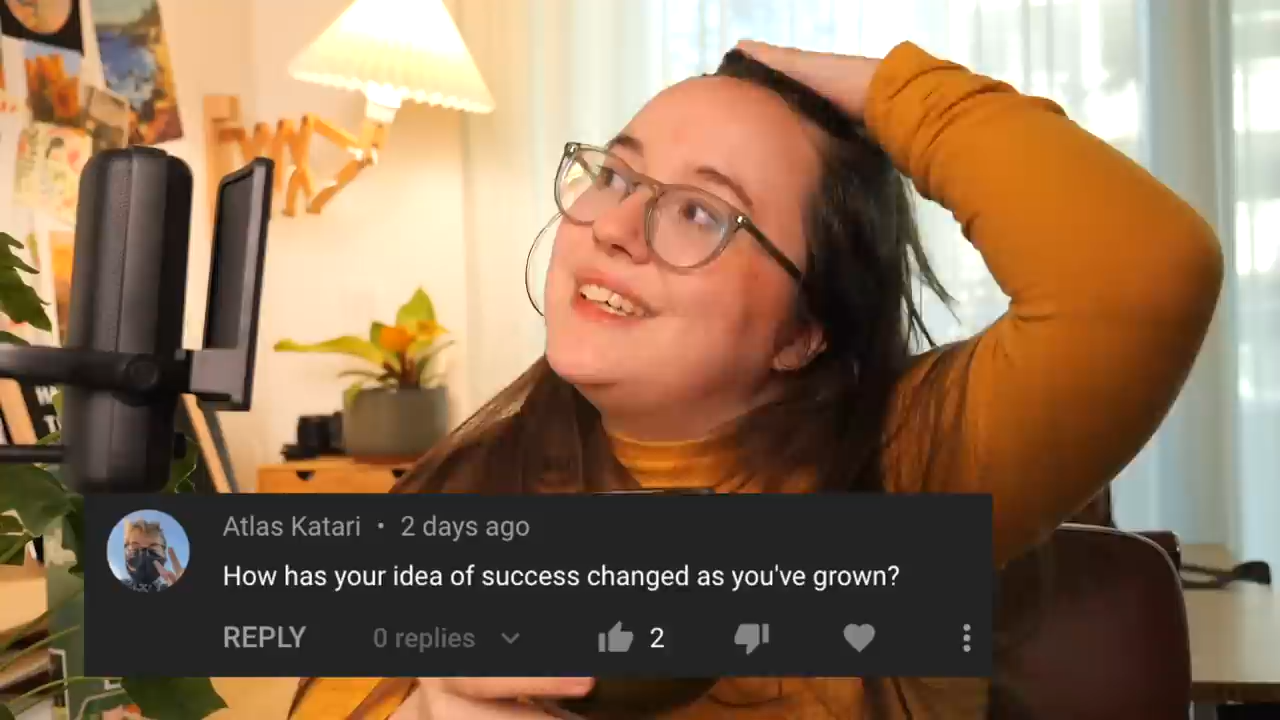 Atlas Katari • 2 days ago
How has your idea of success changed as you've grown?
REPLY 0 replies 2